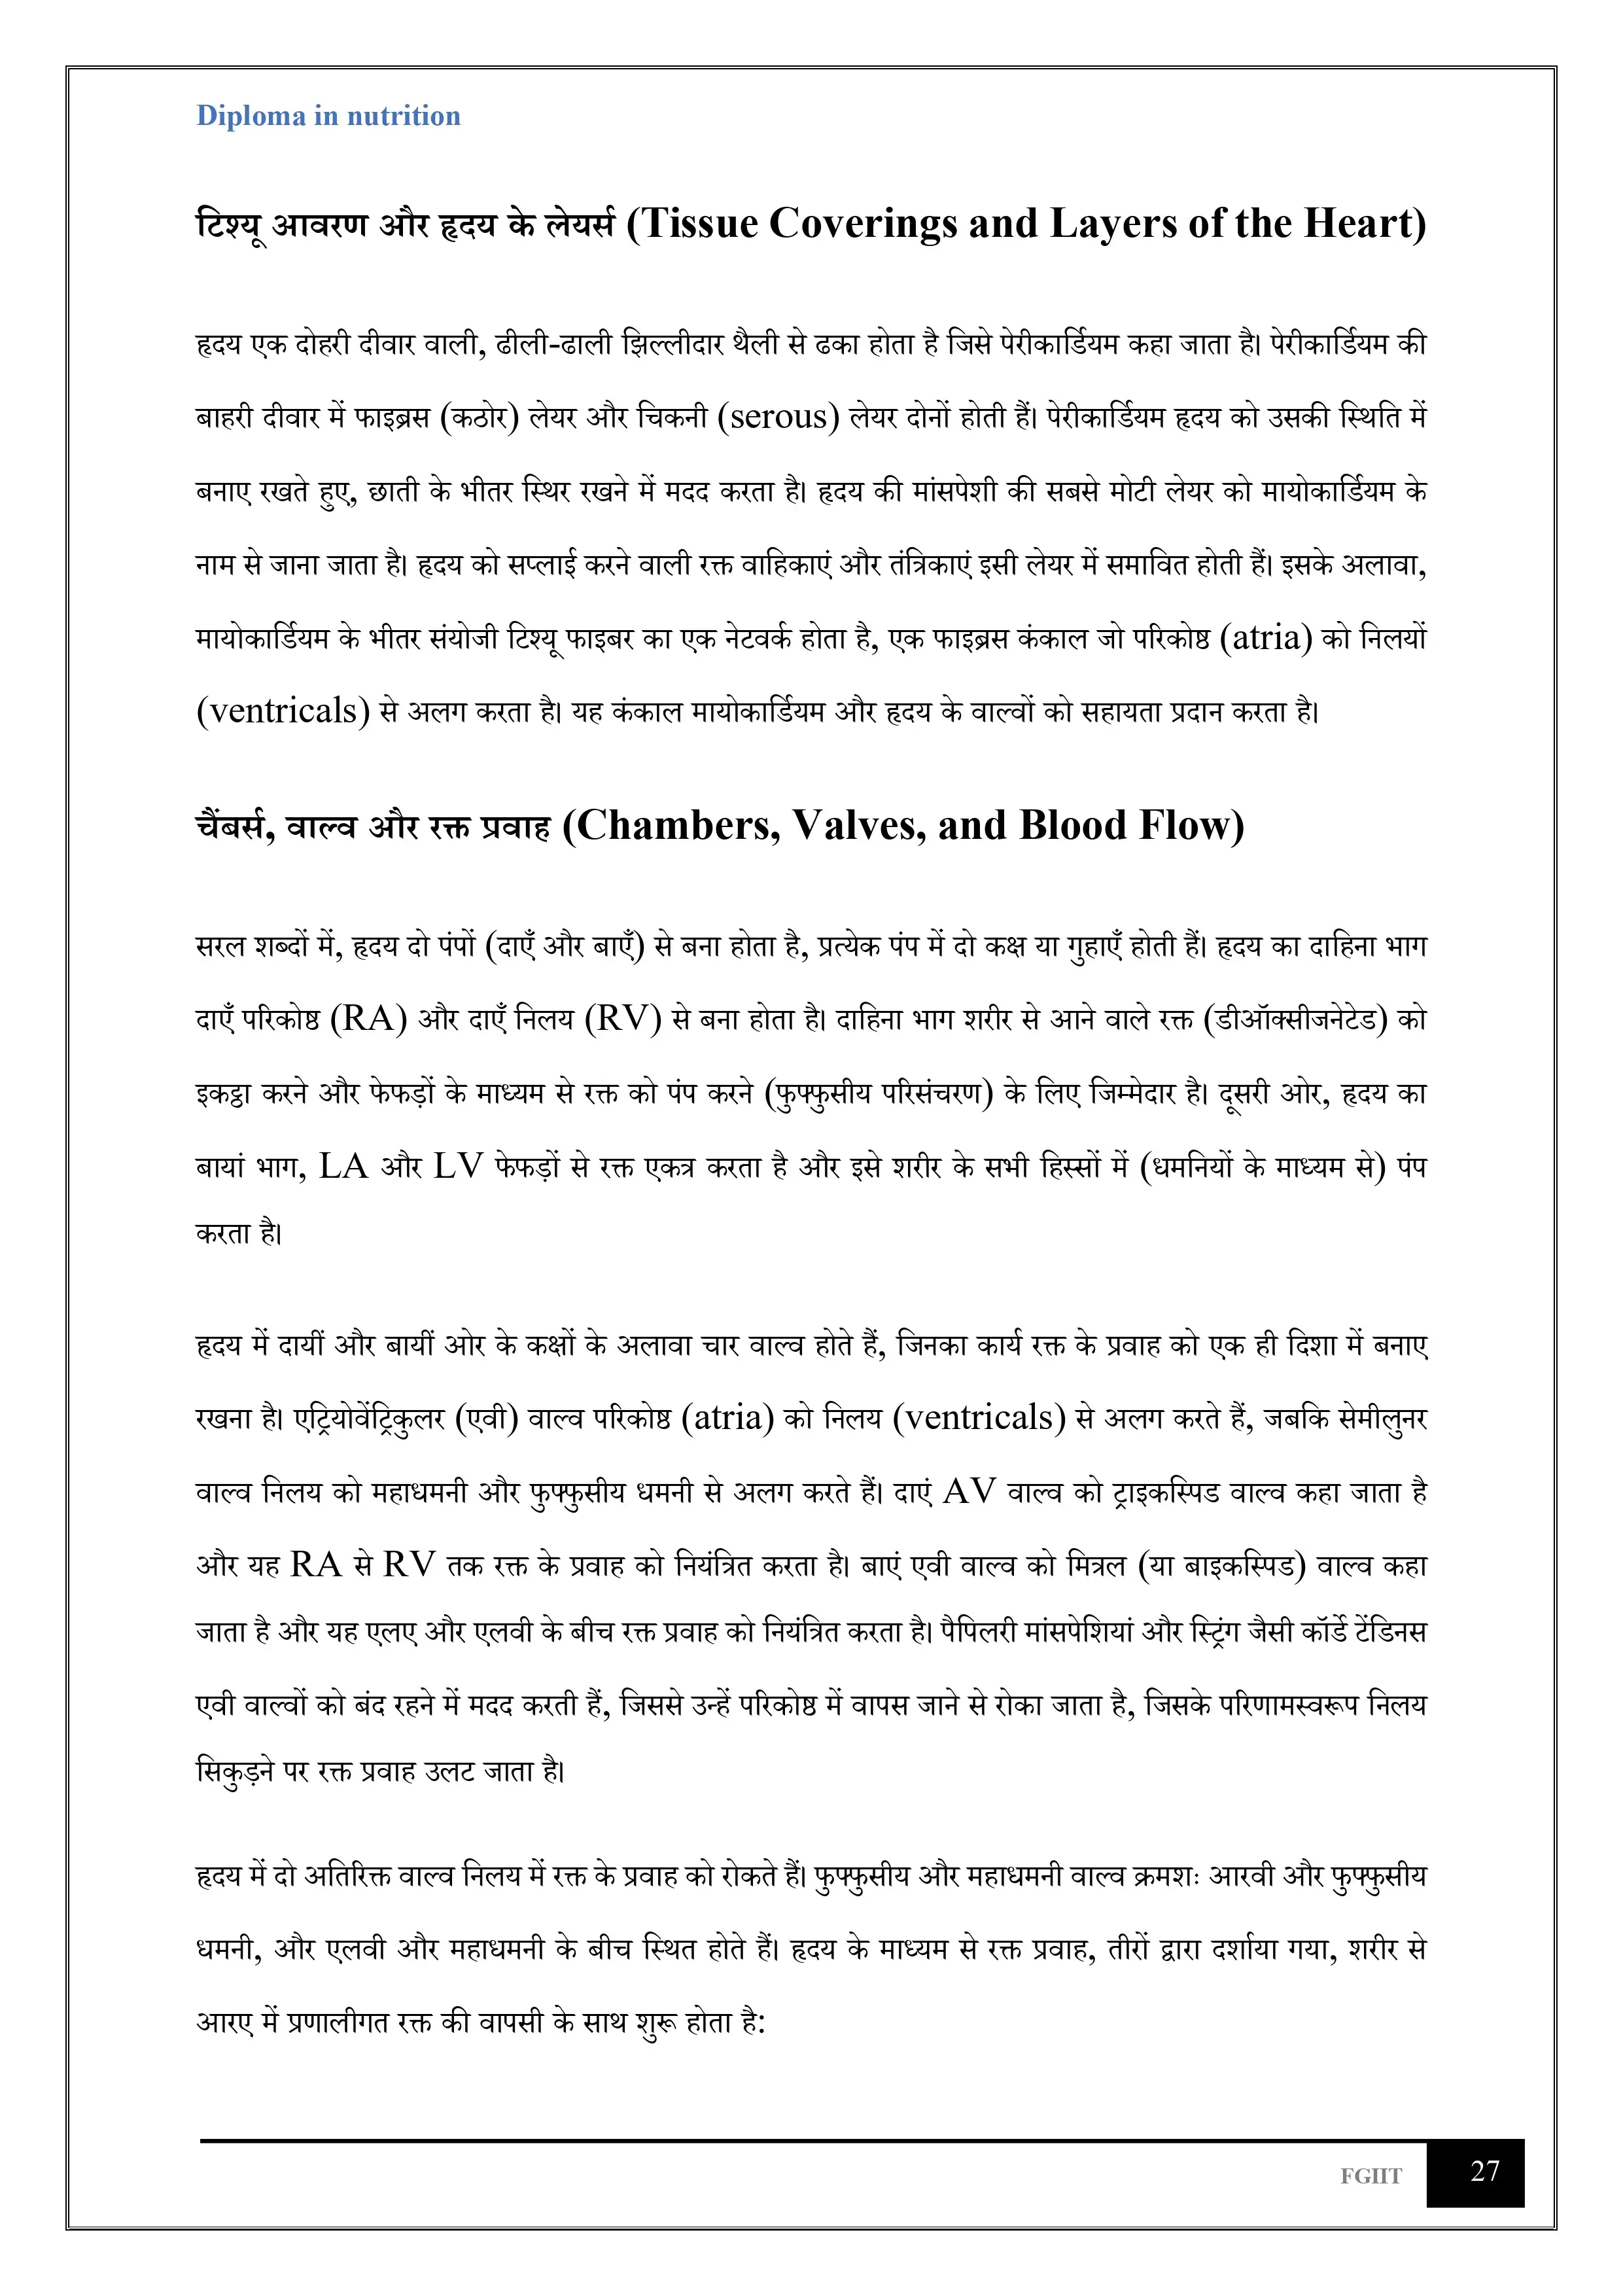 Diploma in nutrition
टिश्यू आवरण और हृदय के लेयर्स (Tissue Coverings and Layers of the Heart)
हृदय एक दोहरी दीवार वाली, ढीली-ढाली झिल्लीदार थैली से ढका होता है जिसे पेरीकार्डियम कहा जाता है। पेरीकार्डियम की
बाहरी दीवार में फाइब्रस (कठोर) लेयर और चिकनी (serous) लेयर दोनों होती हैं। पेरीकार्डियम हृदय को उसकी स्थिति में
बनाए रखते हुए, छाती के भीतर स्थिर रखने में मदद करता है। हृदय की मांसपेशी की सबसे मोटी लेयर को मायोकार्डियम के
नाम से जाना जाता है। हृदय को सप्लाई करने वाली रक्त वाहिकाएं और तंत्रिकाएं इसी लेयर में समावित होती हैं। इसके अलावा,
मायोकार्डियम के भीतर संयोजी टिश्यू फाइबर का एक नेटवर्क होता है, एक फाइब्रस कंकाल जो परिकोष्ठ (atria) को निलयों
(ventricals) से अलग करता है। यह कंकाल मायोकार्डियम और हृदय के वाल्वों को सहायता प्रदान करता है।
चैंबर्स, वाल्व और रक्त प्रवाह (Chambers, Valves, and Blood Flow)
सरल शब्दों में, हृदय दो पंपों (दाएँ और बाएँ) से बना होता है, प्रत्येक पंप में दो कक्ष या गुहाएँ होती हैं। हृदय का दाहिना भाग
दाएँ परिकोष्ठ (RA) और दाएँ निलय (RV) से बना होता है। दाहिना भाग शरीर से आने वाले रक्त (डीऑक्सीजनेटेड) को
इकट्ठा करने और फेफड़ों के माध्यम से रक्त को पंप करने (फुफ्फुसीय परिसंचरण) के लिए जिम्मेदार है। दूसरी ओर, हृदय का
बायां भाग, LA और LV फेफड़ों से रक्त एकत्र करता है और इसे शरीर के सभी हिस्सों में (धमनियों के माध्यम से) पंप
करता है।
हृदय में दायीं और बायीं ओर के कक्षों के अलावा चार वाल्व होते हैं, जिनका कार्य रक्त के प्रवाह को एक ही दिशा में बनाए
रखना है। एट्रियोवेंट्रिकुलर (एवी) वाल्व परिकोष्ठ (atria) को निलय (ventricals) से अलग करते हैं, जबकि सेमीलुनर
वाल्व निलय को महाधमनी और फुफ्फुसीय धमनी से अलग करते हैं। दाएं AV वाल्व को ट्राइकस्पिड वाल्व कहा जाता है
और यह RA से RV तक रक्त के प्रवाह को नियंत्रित करता है। बाएं एवी वाल्व को मित्रल (या बाइकस्पिड) वाल्व कहा
जाता है और यह एलए और एलवी के बीच रक्त प्रवाह को नियंत्रित करता है। पैपिलरी मांसपेशियां और स्ट्रिंग जैसी कॉर्डे टेंडिनस
एवी वाल्वों को बंद रहने में मदद करती हैं, जिससे उन्हें परिकोष्ठ में वापस जाने से रोका जाता है, जिसके परिणामस्वरूप निलय
सिकुड़ने पर रक्त प्रवाह उलट जाता है।
हृदय में दो अतिरिक्त वाल्व निलय में रक्त के प्रवाह को रोकते हैं। फुफ्फुसीय और महाधमनी वाल्व क्रमशः आरवी और फुफ्फुसीय
धमनी, और एलवी और महाधमनी के बीच स्थित होते हैं। हृदय के माध्यम से रक्त प्रवाह, तीरों द्वारा दर्शाया गया, शरीर से
आरए में प्रणालीगत रक्त की वापसी के साथ शुरू होता है:
FGIIT 27